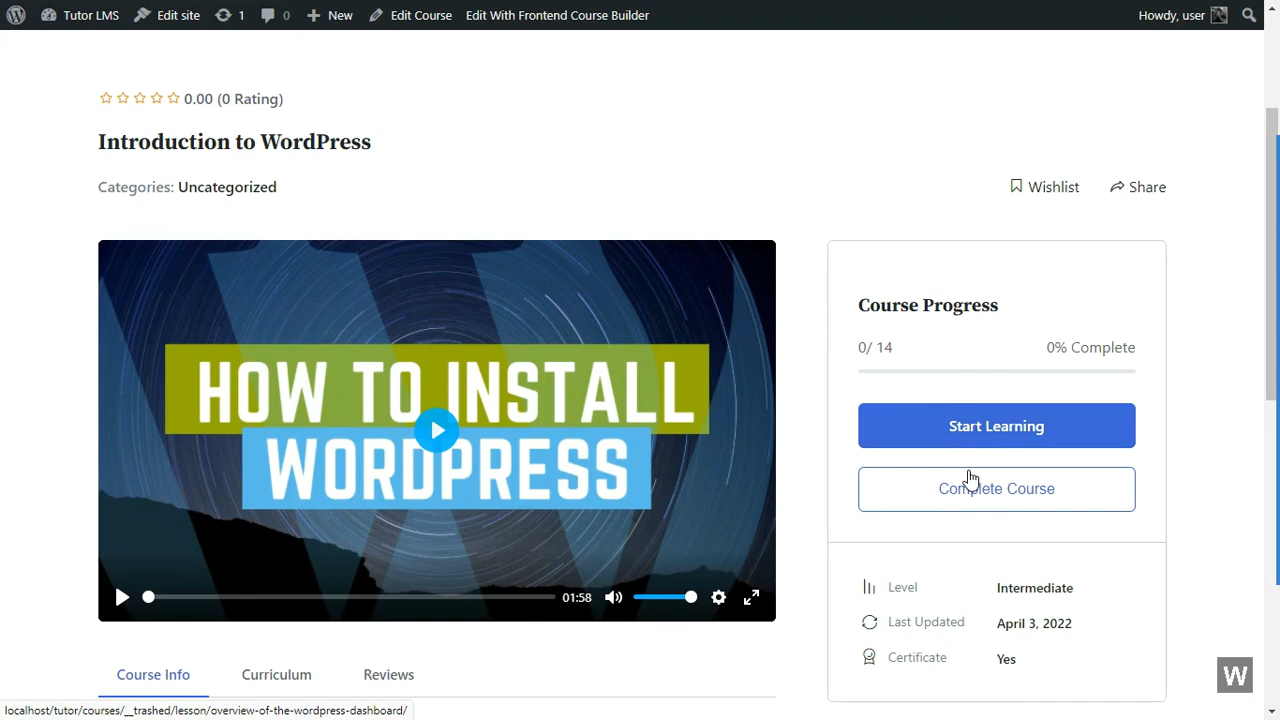 Tutor LMS Edit site 1 0 New Edit Course Edit With Frontend Course Builder Howdy, user
0.00 (0 Rating)
Introduction to WordPress
Categories: Uncategorized
Wishlist Share
HOW TO INSTALL
WORDPRESS
01:58
Course Progress
0/ 14 0% Complete
Start Learning
Complete Course
Level Intermediate
Last Updated April 3, 2022
Certificate Yes
Course Info Curriculum Reviews
W
localhost/tutor/courses/__trashed/lesson/overview-of-the-wordpress-dashboard/